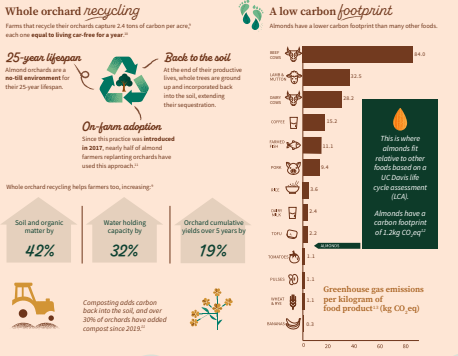 Whole orchard recycling
Farms that recycle their orchards capture 2.4 tons of carbon per acre,
each one equal to living car-free for a year.
25-year lifespan
Almond orchards are a
no-till environment for
their 25-year lifespan.
Back to the soil
At the end of their productive
lives, whole trees are ground
up and incorporated back
into the soil, extending
their sequestration.
On-farm adoption
Since this practice was introduced
in 2017, nearly half of almond
farmers replanting orchards have
used this approach.
Whole orchard recycling helps farmers too, increasing:
Soil and organic
matter by
42%
Water holding
capacity by
32%
Orchard cumulative
yields over 5 years by
19%
Composting adds carbon
back into the soil, and over
30% of orchards have added
compost since 2019.
A low carbon footprint
Almonds have a lower carbon footprint than many other foods.
BEEF
COWS
84.0
LAMB &
MUTTON
32.5
DAIRY
COWS
28.2
COFFEE
15.2
FARMED
FISH
11.1
PORK
8.4
RICE
3.6
DAIRY
MILK
2.4
TOFU
2.2
ALMONDS
TOMATOES
1.1
PULSES
1.1
WHEAT
& RYE
1.1
BANANAS
0.3
0 20 40 60 80
This is where
almonds fit
relative to other
foods based on a
UC Davis life
cycle assessment
(LCA).
Almonds have a
carbon footprint
of 1.2kg CO2eq
Greenhouse gas emissions
per kilogram of
food product (kg CO2eq)